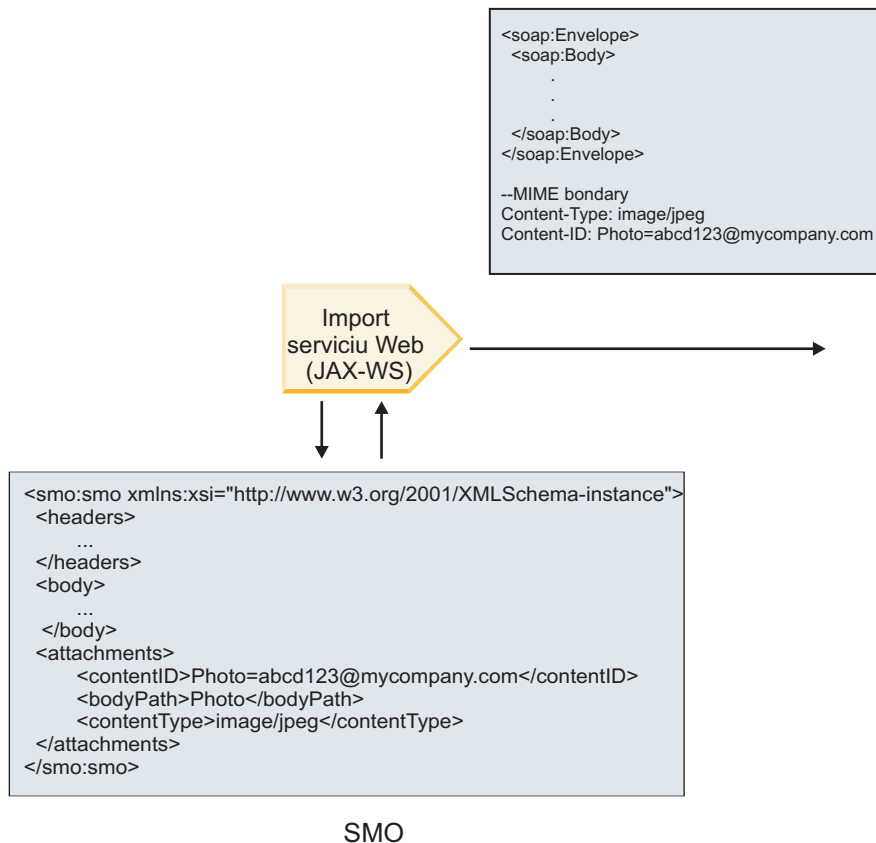 <soap:Envelope>
<soap:Body>
.
.
.
</soap:Body>
</soap:Envelope>
--MIME bondary
Content-Type: image/jpeg
Content-ID: Photo=abcd123@mycompany.com
Import
serviciu Web
(JAX-WS)
<smo:smo xmlns:xsi="http://www.w3.org/2001/XMLSchema-instance">
<headers>
...
</headers>
<body>
...
</body>
<attachments>
<contentID>Photo=abcd123@mycompany.com</contentID>
<bodyPath>Photo</bodyPath>
<contentType>image/jpeg</contentType>
</attachments>
</smo:smo>
SMO